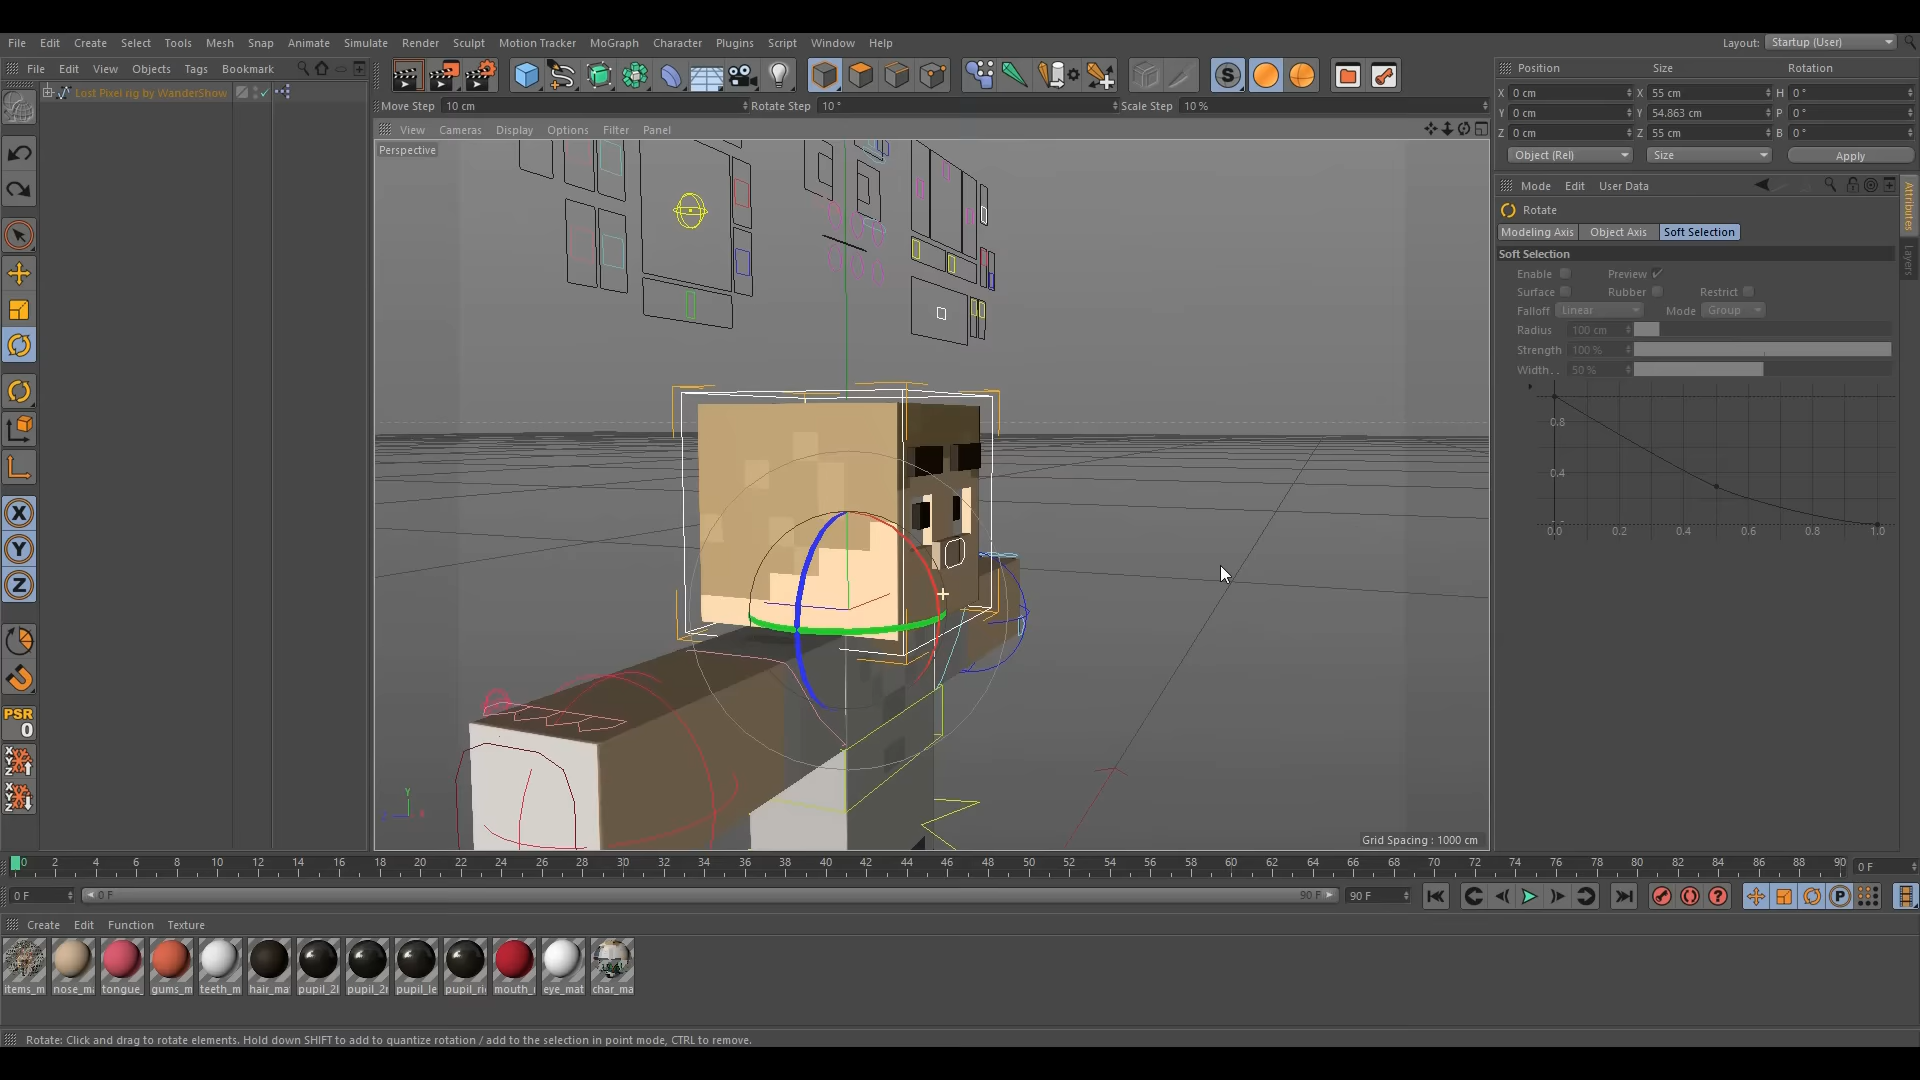 File Edit Create Select Tools Mesh Snap Animate Simulate Render Sculpt Motion Tracker MoGraph Character Plugins Script Window Help Layout: Startup (User)
File Edit View Objects Tags Bookmark
Lost Pixel rig by WanderShow
Move Step 10 cm Rotate Step 10 ° Scale Step 10 %
View Cameras Display Options Filter Panel
Perspective
Position Size Rotation
X 0 cm X 55 cm H 0 °
Y 0 cm Y 54.863 cm P 0 °
Z 0 cm Z 55 cm B 0 °
Object (Rel) Size Apply
Mode Edit User Data
Rotate
Modeling Axis Object Axis Soft Selection
Soft Selection
Enable Preview
Surface Rubber Restrict
Falloff Linear Mode Group
Radius 100 cm
Strength 100 %
Width.. 50 %
0.8
0.4
0.0 0.2 0.4 0.6 0.8 1.0
Attributes
Layers
S
X
Y
Z
PSR
0
X
Y
Z
X
Y
Z
Y
Grid Spacing : 1000 cm
0 2 4 6 8 10 12 14 16 18 20 22 24 26 28 30 32 34 36 38 40 42 44 46 48 50 52 54 56 58 60 62 64 66 68 70 72 74 76 78 80 82 84 86 88 90 0 F
0 F 0 F 90 F 90 F P
Create Edit Function Texture
items_m nose_m tongue_ gums_m teeth_m hair_ma pupil_2l pupil_2r pupil_le pupil_ri mouth_ eye_mat char_ma
Rotate: Click and drag to rotate elements. Hold down SHIFT to add to quantize rotation / add to the selection in point mode, CTRL to remove.